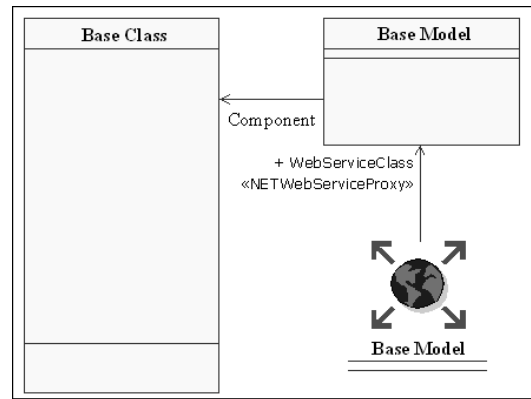 Base Class
Base Model
Component
+ WebServiceClass
«NETWebServiceProxy»
Base Model